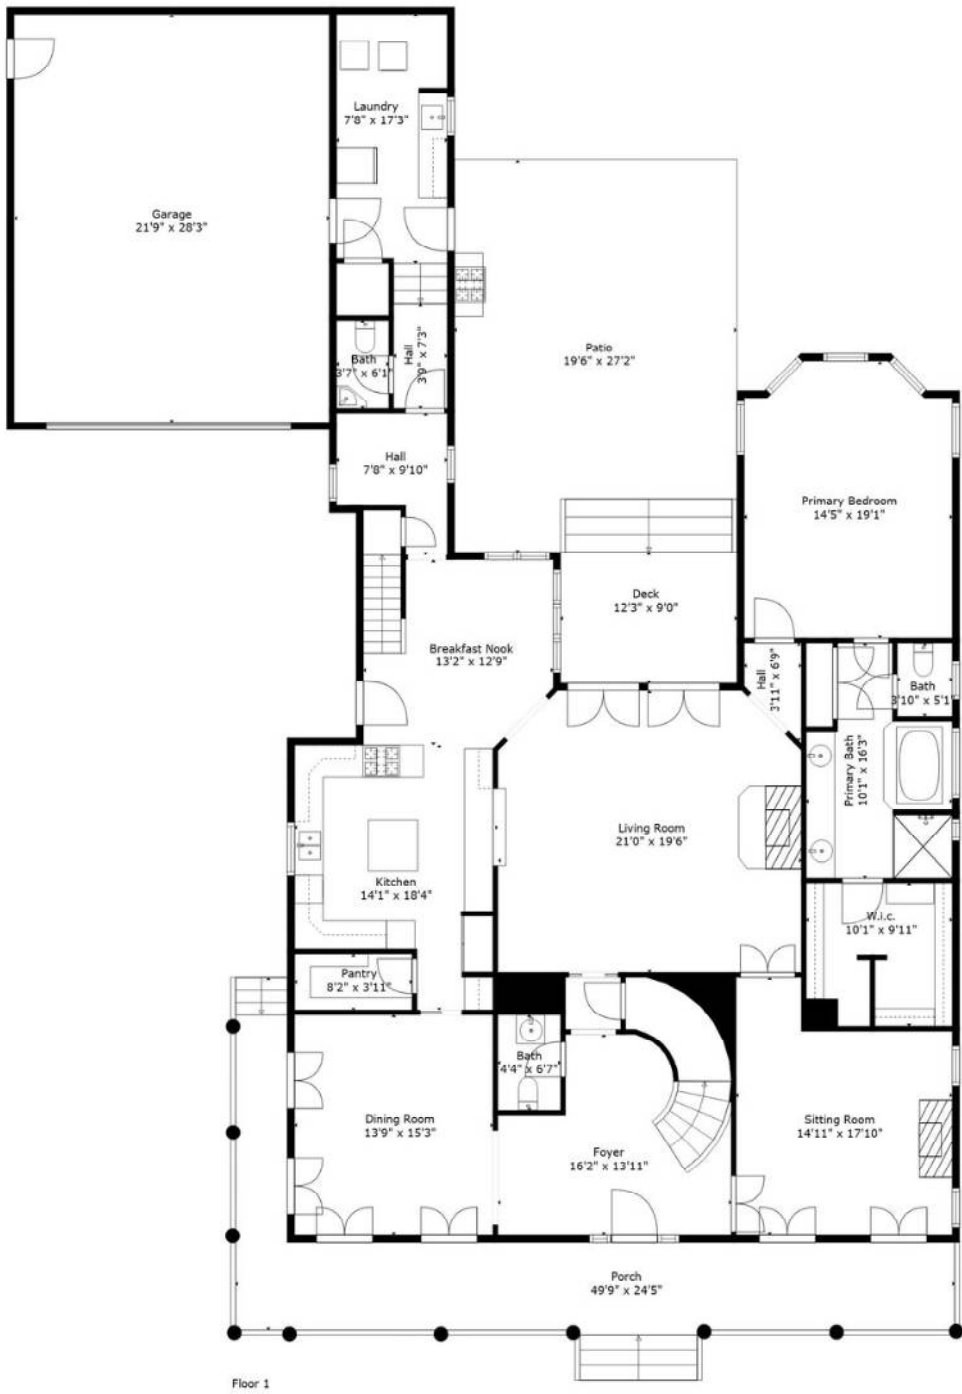 Laundry
7'8" x 17'3"
Garage
21'9" x 28'3"
Patio
19'6" x 27'2"
Hall
3'9" x 7'3"
Bath
3'7" x 6'1"
Hall
7'8" x 9'10"
Primary Bedroom
14'5" x 19'1"
Deck
12'3" x 9'0"
Breakfast Nook
13'2" x 12'9"
Hall
3'11" x 6'9"
Bath
3'10" x 5'1"
Primary Bath
10'1" x 16'3"
Living Room
21'0" x 19'6"
Kitchen
14'1" x 18'4"
W.i.c.
10'1" x 9'11"
Pantry
8'2" x 3'11"
Bath
4'4" x 6'7"
Dining Room
13'9" x 15'3"
Sitting Room
14'11" x 17'10"
Foyer
16'2" x 13'11"
Porch
49'9" x 24'5"
Floor 1